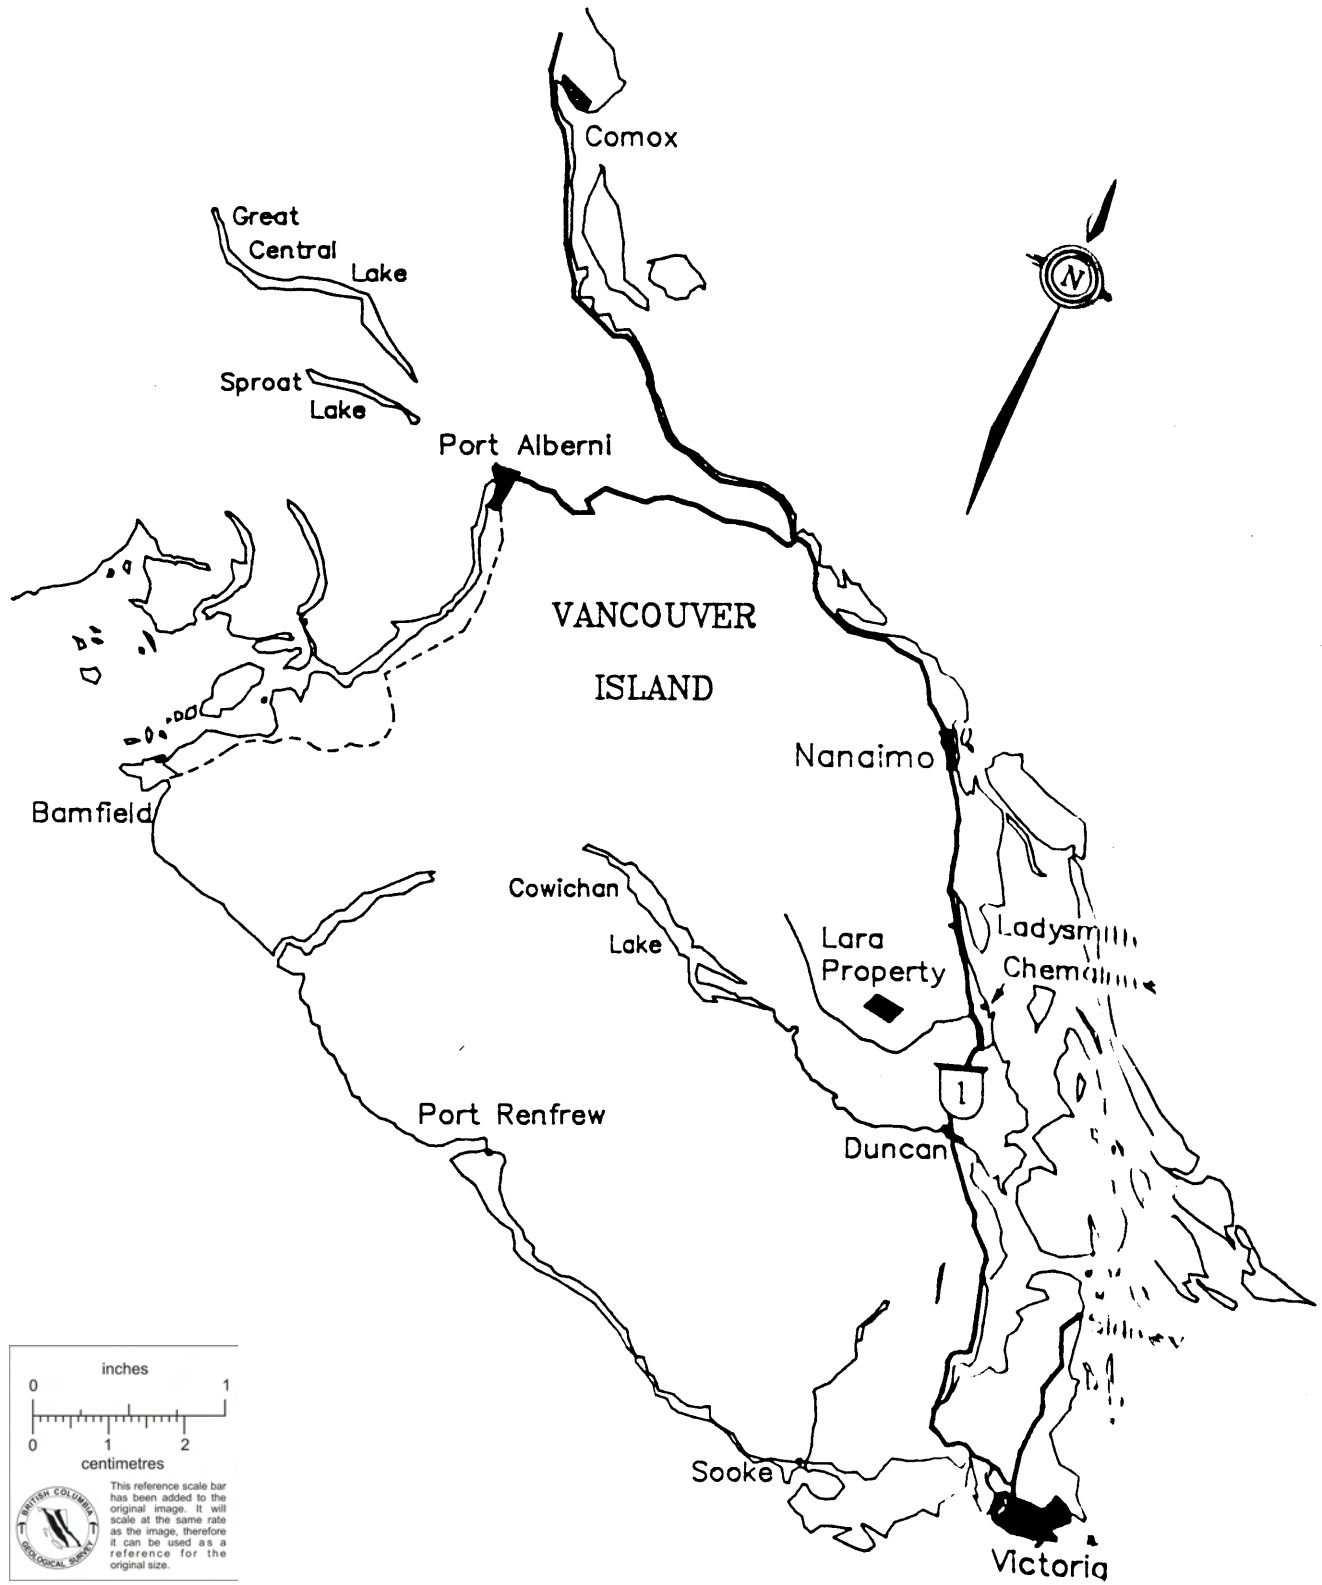 Comox
Great
Central
Lake
N
Sproat
Lake
Port Alberni
VANCOUVER
ISLAND
Nanaimo
Bamfield
Cowichan
Lake
Lara
Property
Ladysmith
Chemainus
1
Port Renfrew
Duncan
Sidney
Sooke
Victoria
inches
0 1
0 1 2
centimetres
BRITISH COLUMBIA
GEOLOGICAL SURVEY
This reference scale bar
has been added to the
original image. It will
scale at the same rate
as the image, therefore
it can be used as a
reference for the
original size.